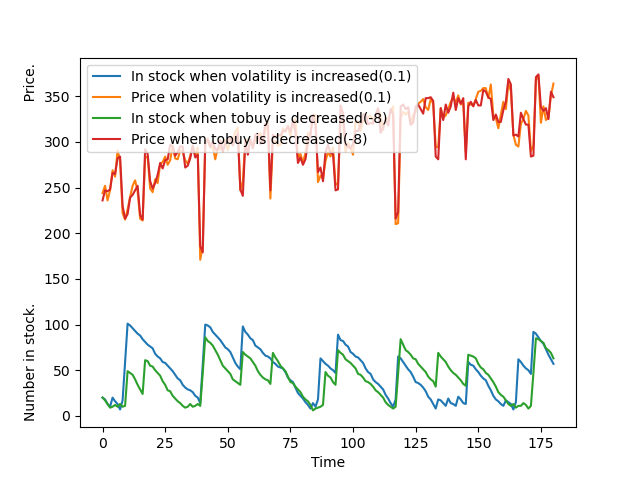 In stock when volatility is increased(0.1)
Price when volatility is increased(0.1)
In stock when tobuy is decreased(-8)
Price when tobuy is decreased(-8)
Number in stock. Price.
350
300
250
200
150
100
50
0
0 25 50 75 100 125 150 175
Time